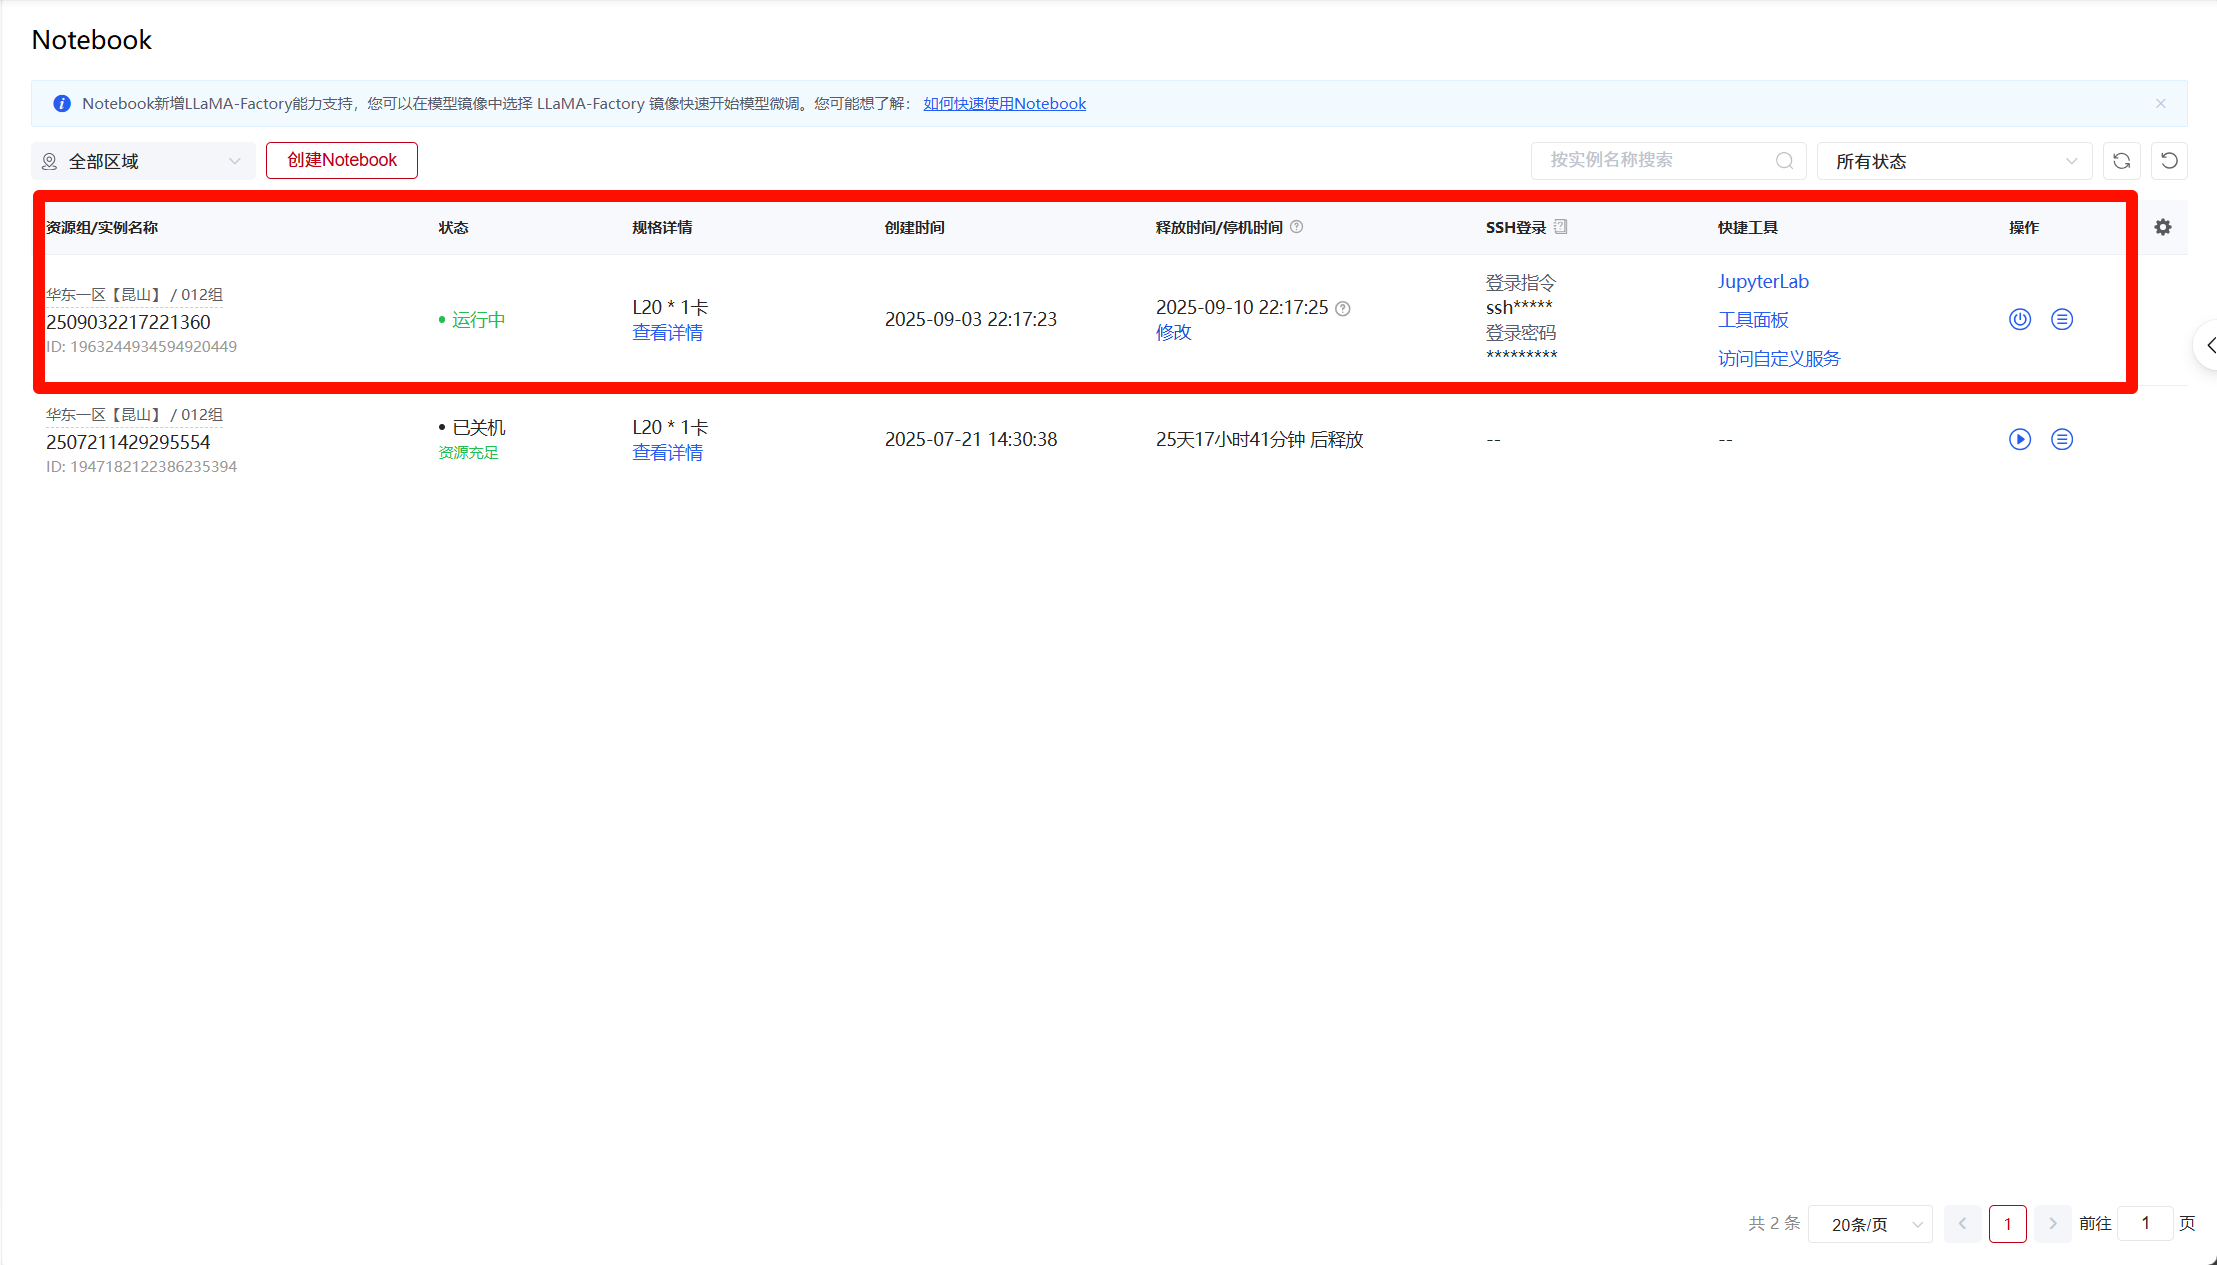 Notebook
Notebook新增LLaMA-Factory能力支持，您可以在模型镜像中选择 LLaMA-Factory 镜像快速开始模型微调。您可能想了解： 如何快速使用Notebook
全部区域 创建Notebook 按实例名称搜索 所有状态
资源组/实例名称 状态 规格详情 创建时间 释放时间/停机时间 SSH登录 快捷工具 操作
华东一区【昆山】 / 012组
2509032217221360
ID: 1963244934594920449
运行中
L20 * 1卡
查看详情
2025-09-03 22:17:23
2025-09-10 22:17:25
修改
登录指令
ssh*****
登录密码
*********
JupyterLab
工具面板
访问自定义服务
华东一区【昆山】 / 012组
2507211429295554
ID: 1947182122386235394
已关机
资源充足
L20 * 1卡
查看详情
2025-07-21 14:30:38
25天17小时41分钟 后释放
--
--
共 2 条 20条/页 1 前往 1 页